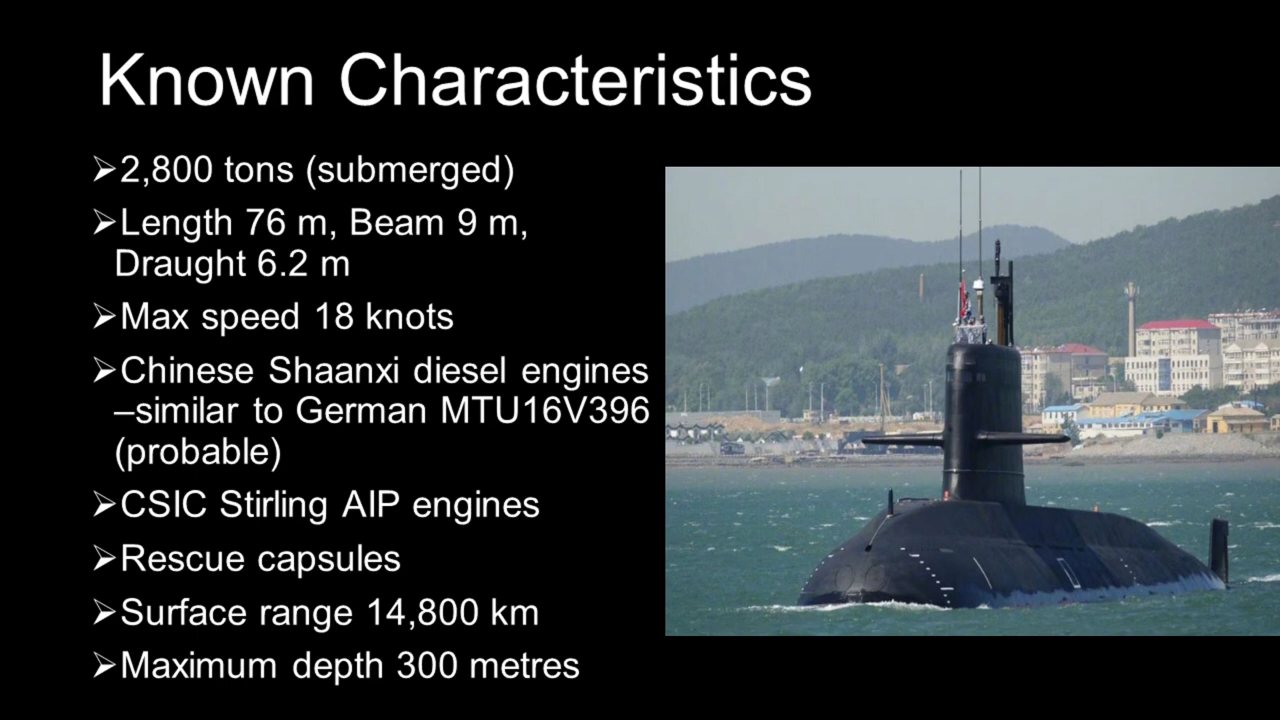 Known Characteristics
➢2,800 tons (submerged)
➢Length 76 m, Beam 9 m,
Draught 6.2 m
➢Max speed 18 knots
➢Chinese Shaanxi diesel engines
–similar to German MTU16V396
(probable)
➢CSIC Stirling AIP engines
➢Rescue capsules
➢Surface range 14,800 km
➢Maximum depth 300 metres